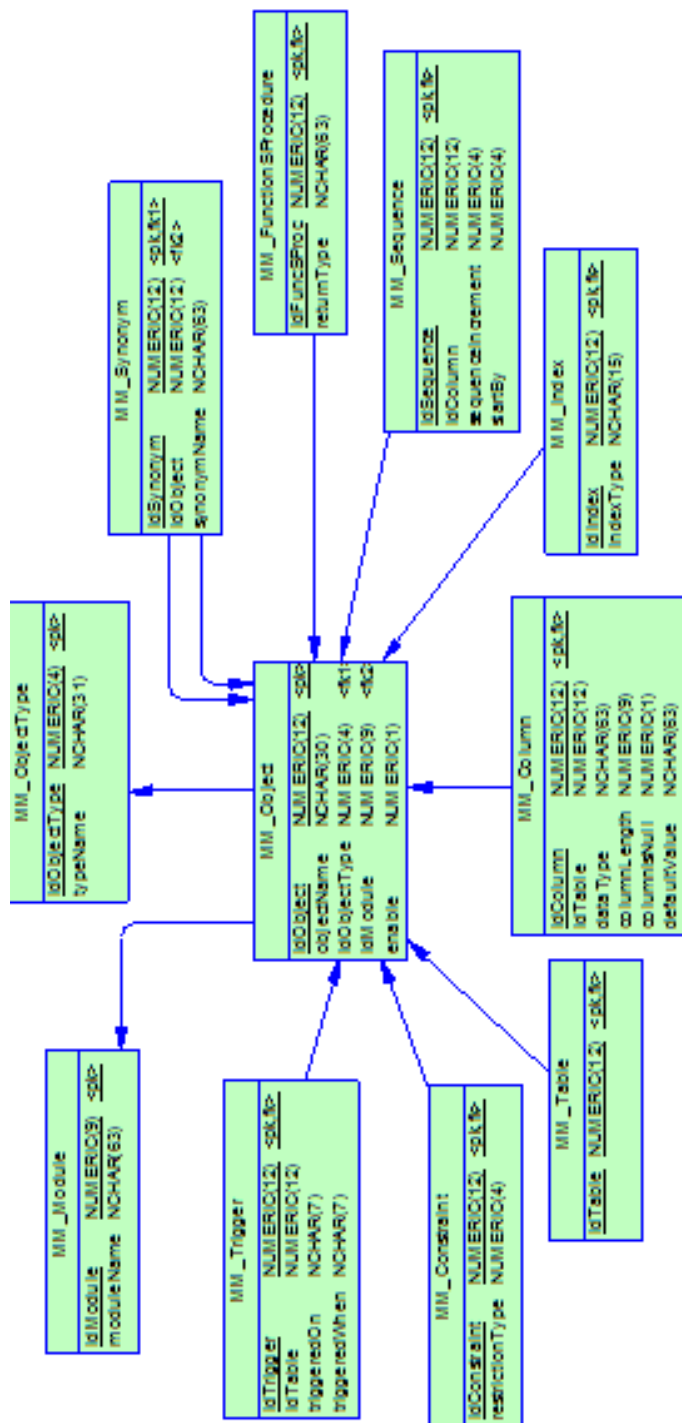 MM_Module
IdModule NUMERIC(9) <pk>
moduleName NCHAR(63)
MM_ObjectType
IdObjectType NUMERIC(4) <pk>
typeName NCHAR(31)
MM_Synonym
IdSynonym NUMERIC(12) <pk,fk1>
IdObject NUMERIC(12) <fk2>
synonymName NCHAR(63)
MM_Trigger
IdTrigger NUMERIC(12) <pk,fk>
IdTable NUMERIC(12)
triggeredOn NCHAR(7)
triggeredWhen NCHAR(7)
MM_Object
IdObject NUMERIC(12) <pk>
objectName NCHAR(30)
IdObjectType NUMERIC(4) <fk1>
IdModule NUMERIC(9) <fk2>
enable NUMERIC(1)
MM_FunctionSProcedure
IdFuncSProc NUMERIC(12) <pk,fk>
returnType NCHAR(63)
MM_Constraint
IdConstraint NUMERIC(12) <pk,fk>
restrictionType NUMERIC(4)
MM_Sequence
IdSequence NUMERIC(12) <pk,fk>
IdColumn NUMERIC(12)
sequenceIncrement NUMERIC(4)
startBy NUMERIC(4)
MM_Table
IdTable NUMERIC(12) <pk,fk>
MM_Column
IdColumn NUMERIC(12) <pk,fk>
IdTable NUMERIC(12)
dataType NCHAR(63)
columnLength NUMERIC(9)
columnIsNull NUMERIC(1)
defaultValue NCHAR(63)
MM_Index
IdIndex NUMERIC(12) <pk,fk>
IndexType NCHAR(15)